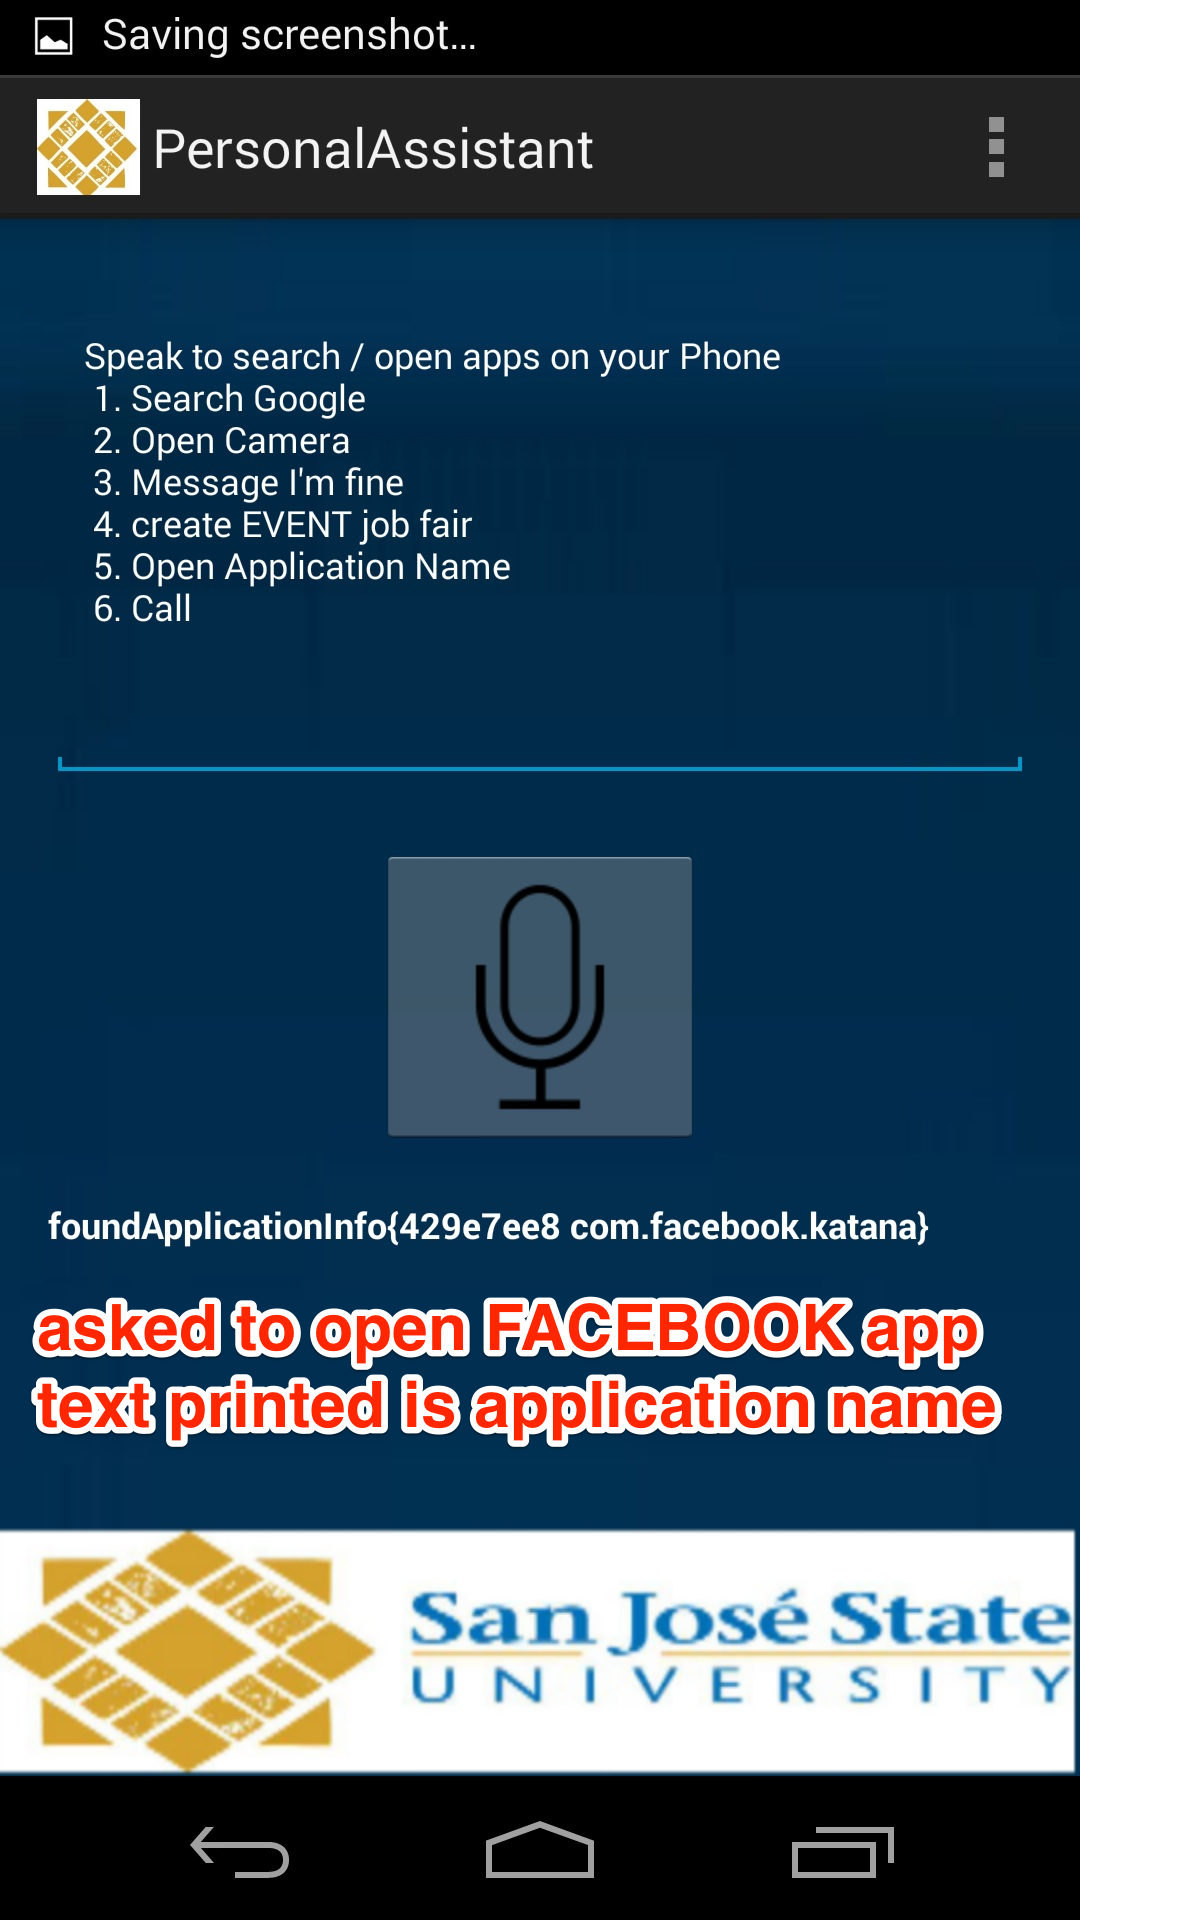 Saving screenshot...
PersonalAssistant
Speak to search / open apps on your Phone
1. Search Google
2. Open Camera
3. Message I'm fine
4. create EVENT job fair
5. Open Application Name
6. Call
foundApplicationInfo{429e7ee8 com.facebook.katana}
asked to open FACEBOOK app
text printed is application name
San José State
UNIVERSITY